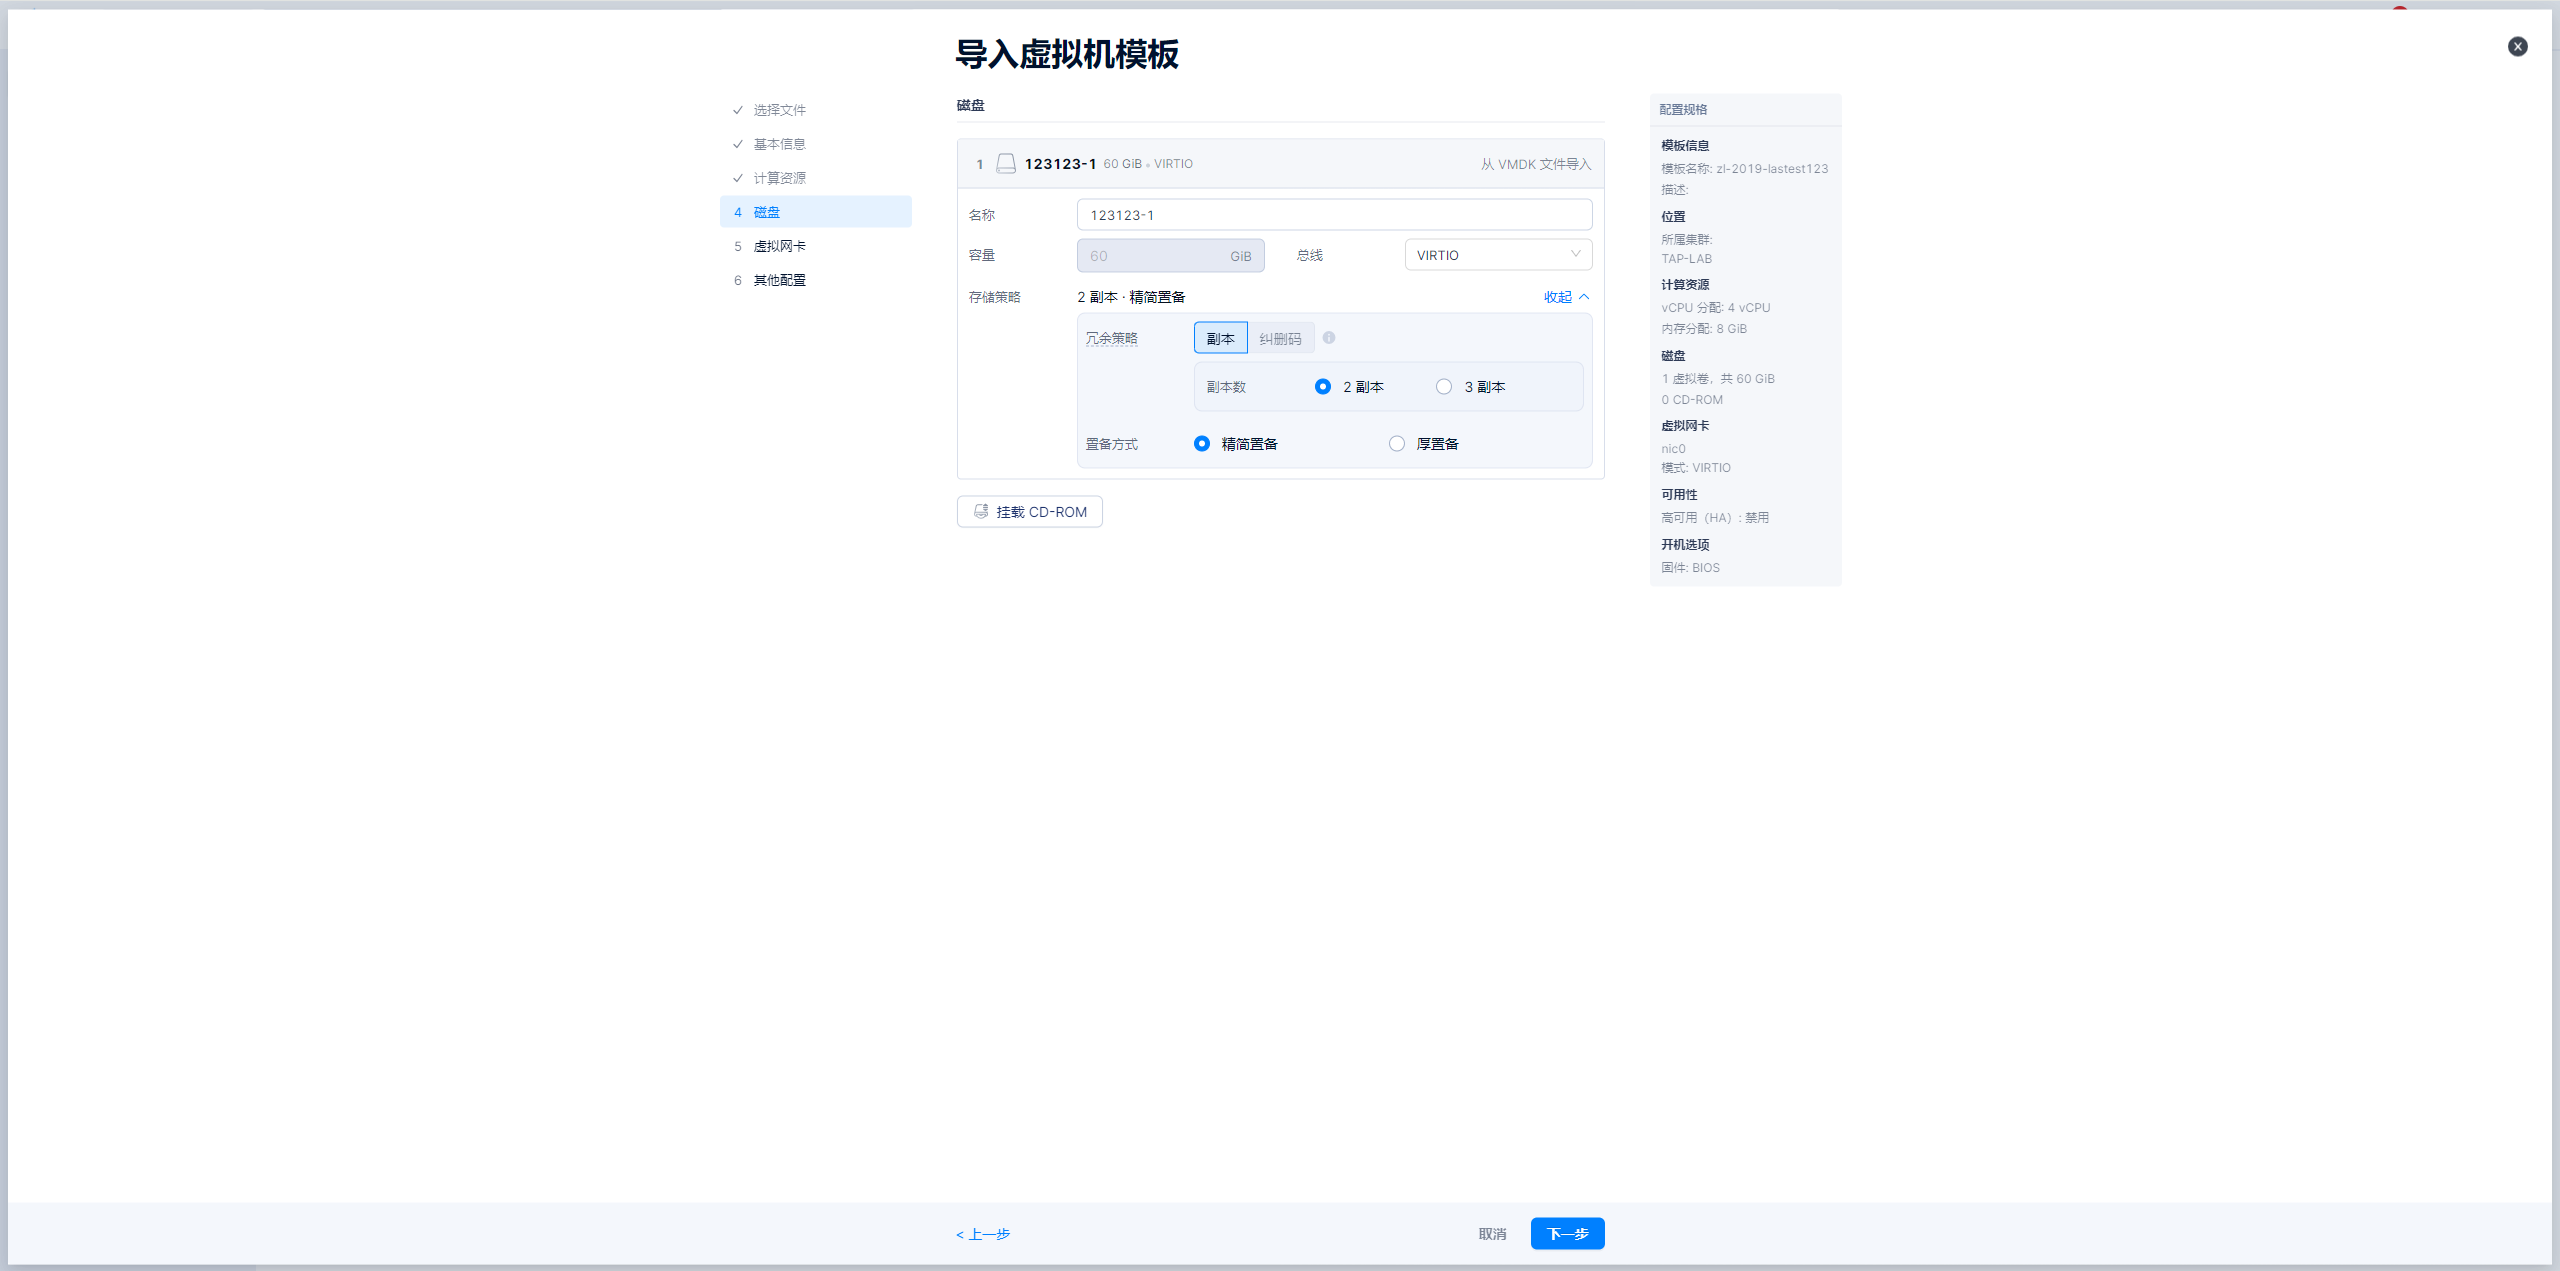 导入虚拟机模板
选择文件
基本信息
计算资源
4 磁盘
5 虚拟网卡
6 其他配置
磁盘
1 123123-1 60 GiB VIRTIO 从 VMDK 文件导入
名称 123123-1
容量 60 GiB 总线 VIRTIO
存储策略 2 副本 · 精简置备 收起
冗余策略 副本 纠删码
副本数 2 副本 3 副本
置备方式 精简置备 厚置备
挂载 CD-ROM
配置规格
模板信息
模板名称: zl-2019-lastest123
描述:
位置
所属集群:
TAP-LAB
计算资源
vCPU 分配: 4 vCPU
内存分配: 8 GiB
磁盘
1 虚拟卷，共 60 GiB
0 CD-ROM
虚拟网卡
nic0
模式: VIRTIO
可用性
高可用（HA）: 禁用
开机选项
固件: BIOS
< 上一步 取消 下一步